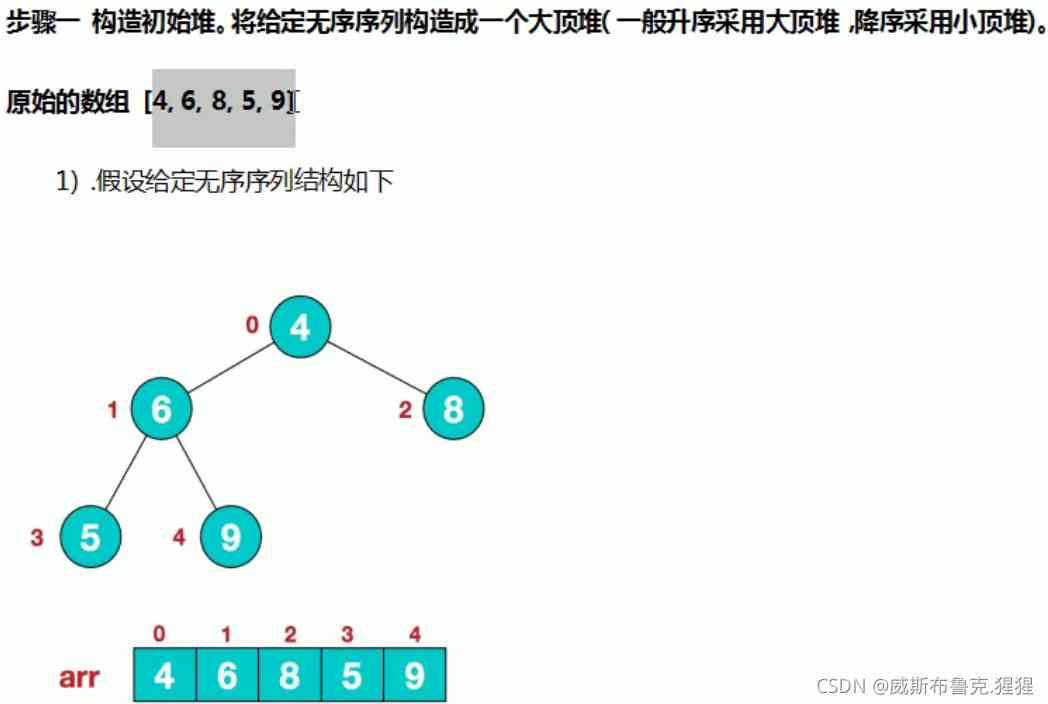 步骤一 构造初始堆。将给定无序序列构造成一个大顶堆( 一般升序采用大顶堆 ,降序采用小顶堆)。
原始的数组 [4, 6, 8, 5, 9]
1) .假设给定无序序列结构如下
0 4
1 6 2 8
3 5 4 9
0 1 2 3 4
arr 4 6 8 5 9
CSDN @威斯布鲁克.猩猩